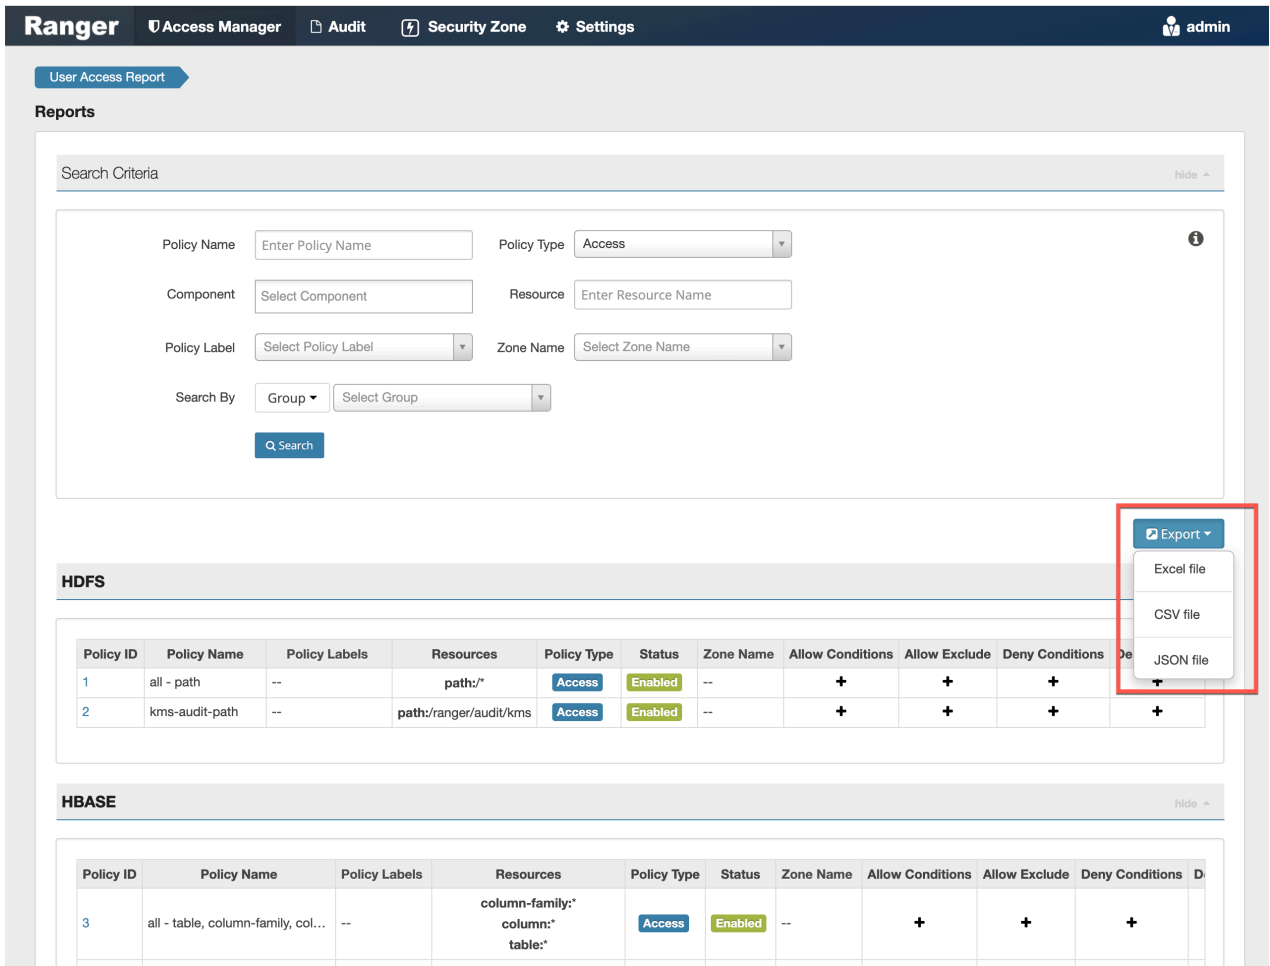 Ranger Access Manager Audit Security Zone Settings admin
User Access Report
Reports
Search Criteria hide
Policy Name Enter Policy Name Policy Type Access
Component Select Component Resource Enter Resource Name
Policy Label Select Policy Label Zone Name Select Zone Name
Search By Group Select Group
Search
Export
Excel file
CSV file
JSON file
HDFS
Policy ID Policy Name Policy Labels Resources Policy Type Status Zone Name Allow Conditions Allow Exclude Deny Conditions De
1 all - path -- path:/* Access Enabled -- + + + +
2 kms-audit-path -- path:/ranger/audit/kms Access Enabled -- + + + +
HBASE hide
Policy ID Policy Name Policy Labels Resources Policy Type Status Zone Name Allow Conditions Allow Exclude Deny Conditions D
column-family:*
3 all - table, column-family, col... -- column:* Access Enabled -- + + +
table:*